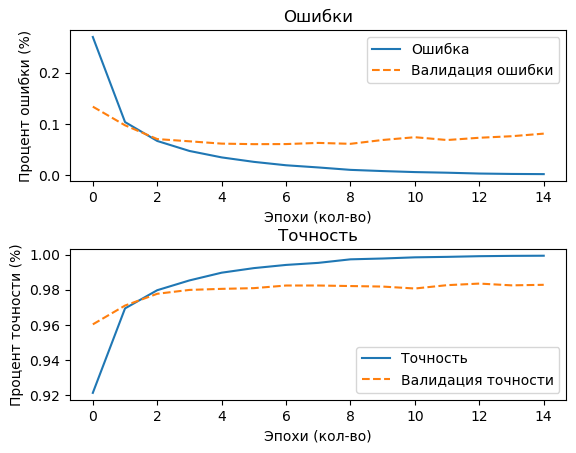 Ошибки
Процент ошибки (%)
0.2
0.1
0.0
Ошибка
Валидация ошибки
0 2 4 6 8 10 12 14
Эпохи (кол-во)
Точность
Процент точности (%)
1.00
0.98
0.96
0.94
0.92
Точность
Валидация точности
0 2 4 6 8 10 12 14
Эпохи (кол-во)